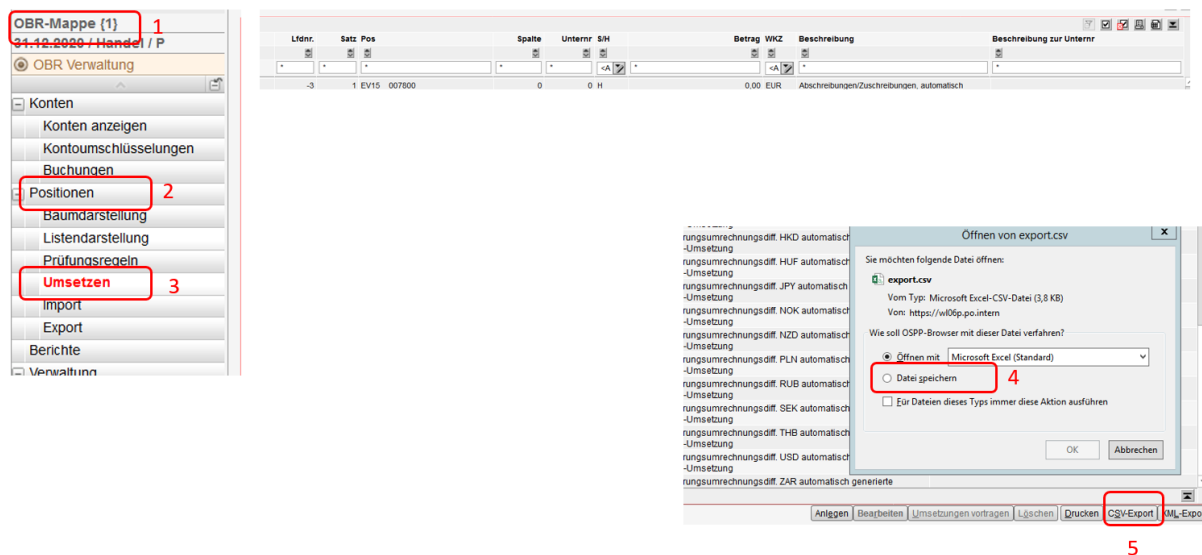 OBR-Mappe {1}
1
31.12.2020 / Handel / P
OBR Verwaltung
Konten
Konten anzeigen
Kontoumschlüsselungen
Buchungen
Positionen
2
Baumdarstellung
Listendarstellung
Prüfungsregeln
Umsetzen
3
Import
Export
Berichte
Verwaltung
Lfdnr. Satz Pos Spalte Unternr S/H Betrag WKZ Beschreibung Beschreibung zur Unternr
* * * * * <A * <A * *
-3 1 EV15 007800 0 0 H 0,00 EUR Abschreibungen/Zuschreibungen, automatisch
-Umsetzung
rungsumrechnungsdiff. HKD automatisch
-Umsetzung
rungsumrechnungsdiff. HUF automatisch
-Umsetzung
rungsumrechnungsdiff. JPY automatisch
-Umsetzung
rungsumrechnungsdiff. NOK automatisch
-Umsetzung
rungsumrechnungsdiff. NZD automatisch
-Umsetzung
rungsumrechnungsdiff. PLN automatisch
-Umsetzung
rungsumrechnungsdiff. RUB automatisch
-Umsetzung
rungsumrechnungsdiff. SEK automatisch
-Umsetzung
rungsumrechnungsdiff. THB automatisch
-Umsetzung
rungsumrechnungsdiff. USD automatisch
-Umsetzung
rungsumrechnungsdiff. ZAR automatisch generierte
Öffnen von export.csv
x
Sie möchten folgende Datei öffnen:
export.csv
Vom Typ: Microsoft Excel-CSV-Datei (3,8 KB)
Von: https://wl06p.po.intern
Wie soll OSPP-Browser mit dieser Datei verfahren?
Öffnen mit Microsoft Excel (Standard)
Datei speichern
4
Für Dateien dieses Typs immer diese Aktion ausführen
OK Abbrechen
Anlegen Bearbeiten Umsetzungen vortragen Löschen Drucken CSV-Export XML-Expo
5